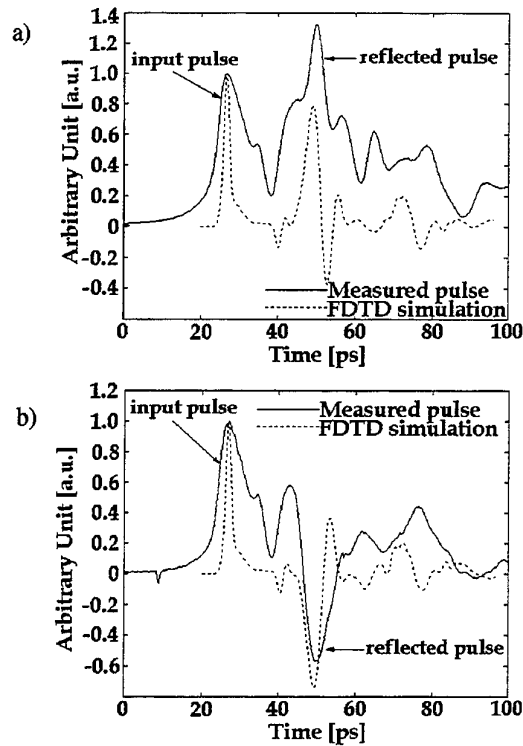 a)
1.4
1.2
1.0
0.8
0.6
0.4
0.2
0
-0.2
-0.4
Arbitrary Unit [a.u.]
input pulse
reflected pulse
Measured pulse
FDTD simulation
0 20 40 60 80 100
Time [ps]
b)
1.2
1.0
0.8
0.6
0.4
0.2
0
-0.2
-0.4
-0.6
Arbitrary Unit [a.u.]
input pulse
Measured pulse
FDTD simulation
reflected pulse
0 20 40 60 80 100
Time [ps]